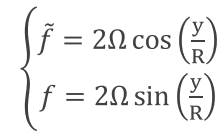 f̃ = 2Ω cos (y/R)
f = 2Ω sin (y/R)